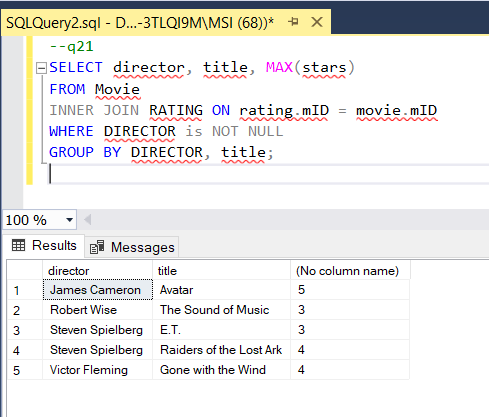 SQLQuery2.sql - D...-3TLQI9M\MSI (68))*
--q21
SELECT director, title, MAX(stars)
FROM Movie
INNER JOIN RATING ON rating.mID = movie.mID
WHERE DIRECTOR is NOT NULL
GROUP BY DIRECTOR, title;
100 %
Results Messages
director title (No column name)
1 James Cameron Avatar 5
2 Robert Wise The Sound of Music 3
3 Steven Spielberg E.T. 3
4 Steven Spielberg Raiders of the Lost Ark 4
5 Victor Fleming Gone with the Wind 4